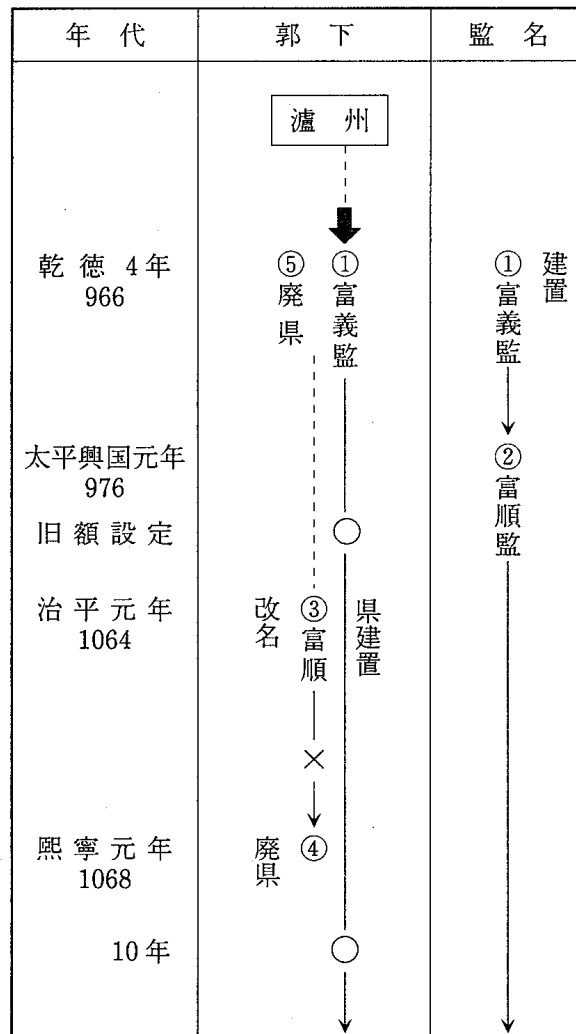 年代 郭下 監名
瀘州
乾徳4年
966
⑤廃県
①富義監
①富義監
建置
太平興国元年
976
②富順監
旧額設定
○
治平元年
1064
改名
③富順
県建置
×
熙寧元年
1068
廃県
④
10年
○